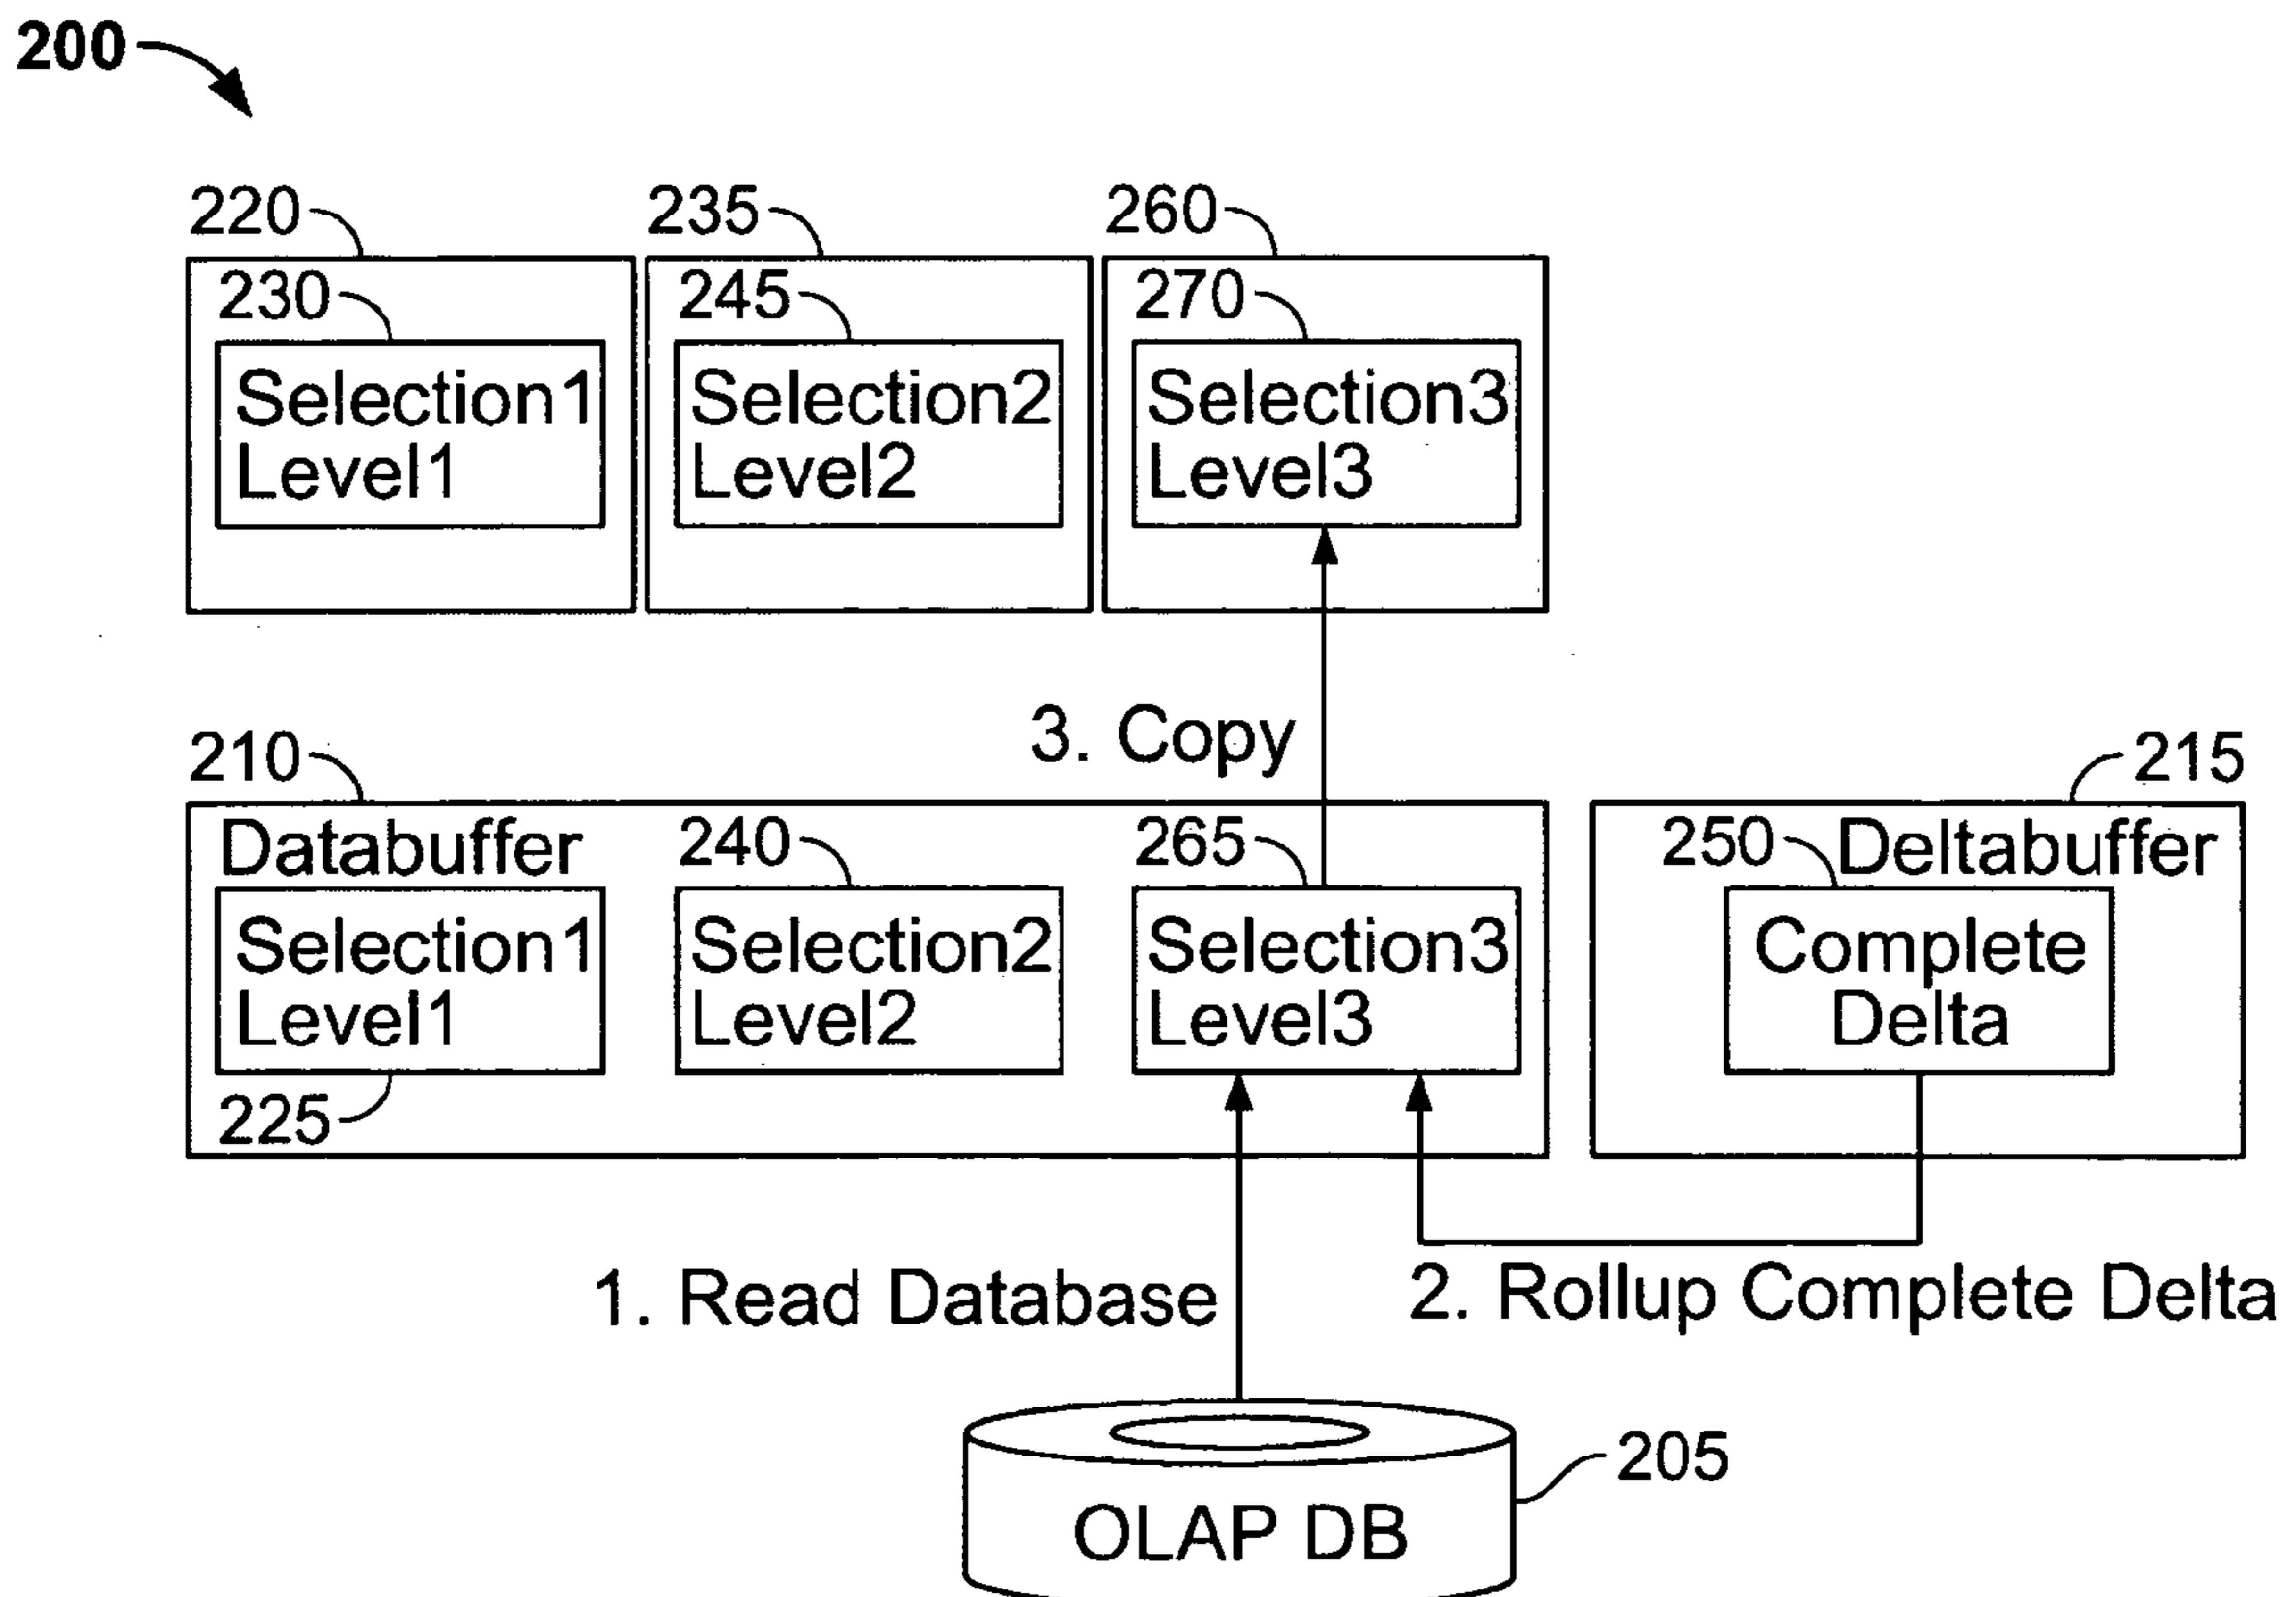 200
220
235
260
230
245
270
Selection1
Level1
Selection2
Level2
Selection3
Level3
3. Copy
210
215
Databuffer
240
265
250
Deltabuffer
Selection1
Level1
Selection2
Level2
Selection3
Level3
Complete
Delta
225
1. Read Database
2. Rollup Complete Delta
205
OLAP DB